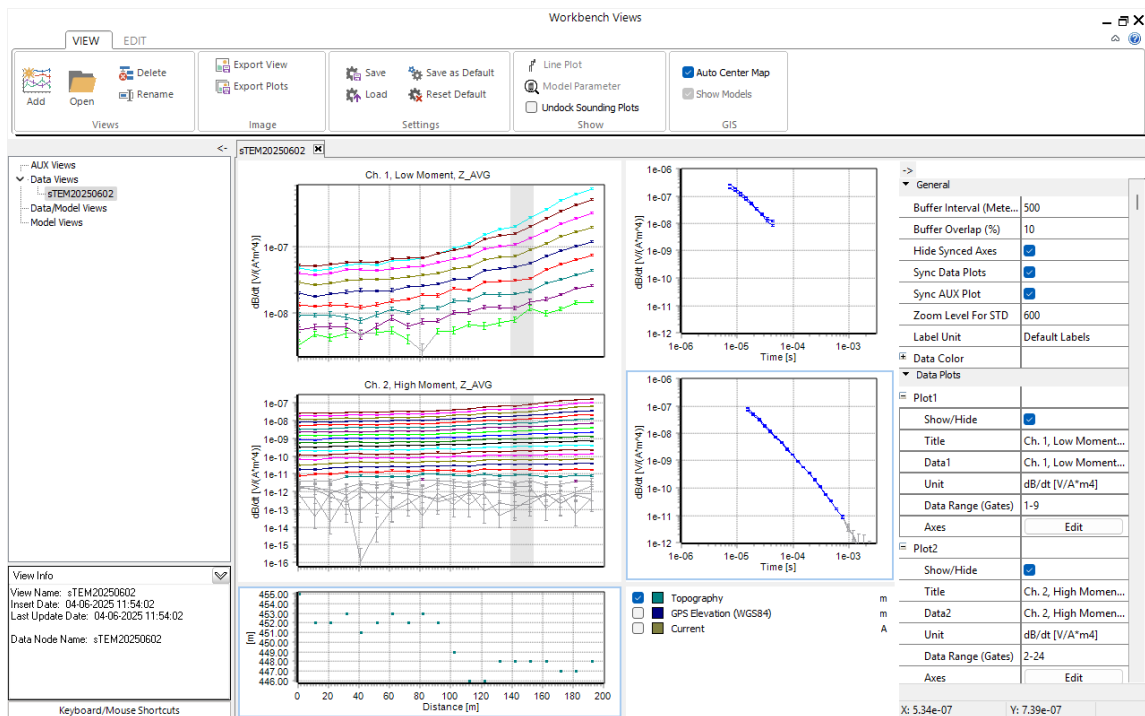 Workbench Views
VIEW EDIT
Add
Open
Delete
Rename
Views
Export View
Export Plots
Image
Save
Load
Save as Default
Reset Default
Settings
Line Plot
Model Parameter
Undock Sounding Plots
Show
Auto Center Map
Show Models
GIS
<-
AUX Views
Data Views
sTEM20250602
Data/Model Views
Model Views
View Info
View Name: sTEM20250602
Insert Date: 04-06-2025 11:54:02
Last Update Date: 04-06-2025 11:54:02
Data Node Name: sTEM20250602
Keyboard/Mouse Shortcuts
sTEM20250602
Ch. 1, Low Moment, Z_AVG
dB/dt [V/(A*m^4)]
1e-07
1e-08
Ch. 2, High Moment, Z_AVG
dB/dt [V/(A*m^4)]
1e-07
1e-08
1e-09
1e-10
1e-11
1e-12
1e-13
1e-14
1e-15
1e-16
[m]
455.00
454.00
453.00
452.00
451.00
450.00
449.00
448.00
447.00
446.00
0 20 40 60 80 100 120 140 160 180 200
Distance [m]
dB/dt [V/(A*m^4)]
1e-06
1e-07
1e-08
1e-09
1e-10
1e-11
1e-12
1e-06 1e-05 1e-04 1e-03
Time [s]
dB/dt [V/(A*m^4)]
1e-06
1e-07
1e-08
1e-09
1e-10
1e-11
1e-12
1e-06 1e-05 1e-04 1e-03
Time [s]
Topography m
GPS Elevation (WGS84) m
Current A
->
General
Buffer Interval (Mete... 500
Buffer Overlap (%) 10
Hide Synced Axes
Sync Data Plots
Sync AUX Plot
Zoom Level For STD 600
Label Unit Default Labels
Data Color
Data Plots
Plot1
Show/Hide
Title Ch. 1, Low Moment...
Data1 Ch. 1, Low Moment...
Unit dB/dt [V/A*m4]
Data Range (Gates) 1-9
Axes Edit
Plot2
Show/Hide
Title Ch. 2, High Momen...
Data2 Ch. 2, High Momen...
Unit dB/dt [V/A*m4]
Data Range (Gates) 2-24
Axes Edit
X: 5.34e-07 Y: 7.39e-07